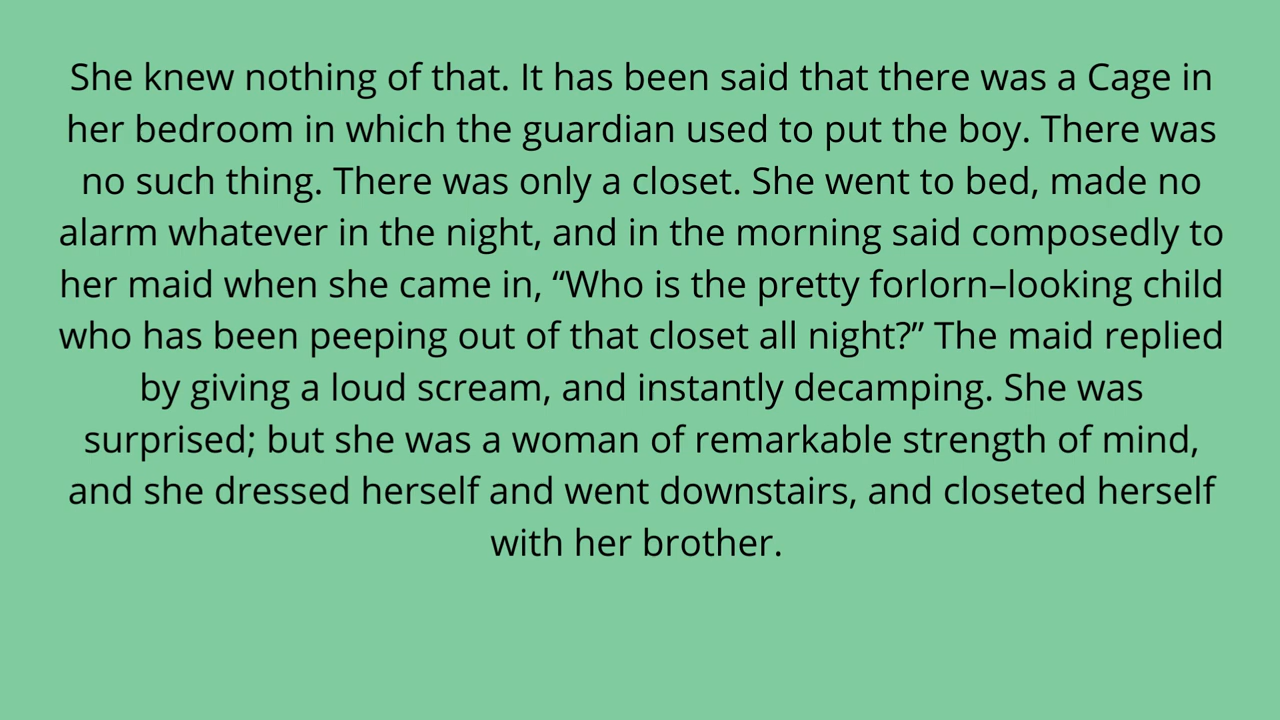 She knew nothing of that. It has been said that there was a Cage in
her bedroom in which the guardian used to put the boy. There was
no such thing. There was only a closet. She went to bed, made no
alarm whatever in the night, and in the morning said composedly to
her maid when she came in, “Who is the pretty forlorn–looking child
who has been peeping out of that closet all night?” The maid replied
by giving a loud scream, and instantly decamping. She was
surprised; but she was a woman of remarkable strength of mind,
and she dressed herself and went downstairs, and closeted herself
with her brother.